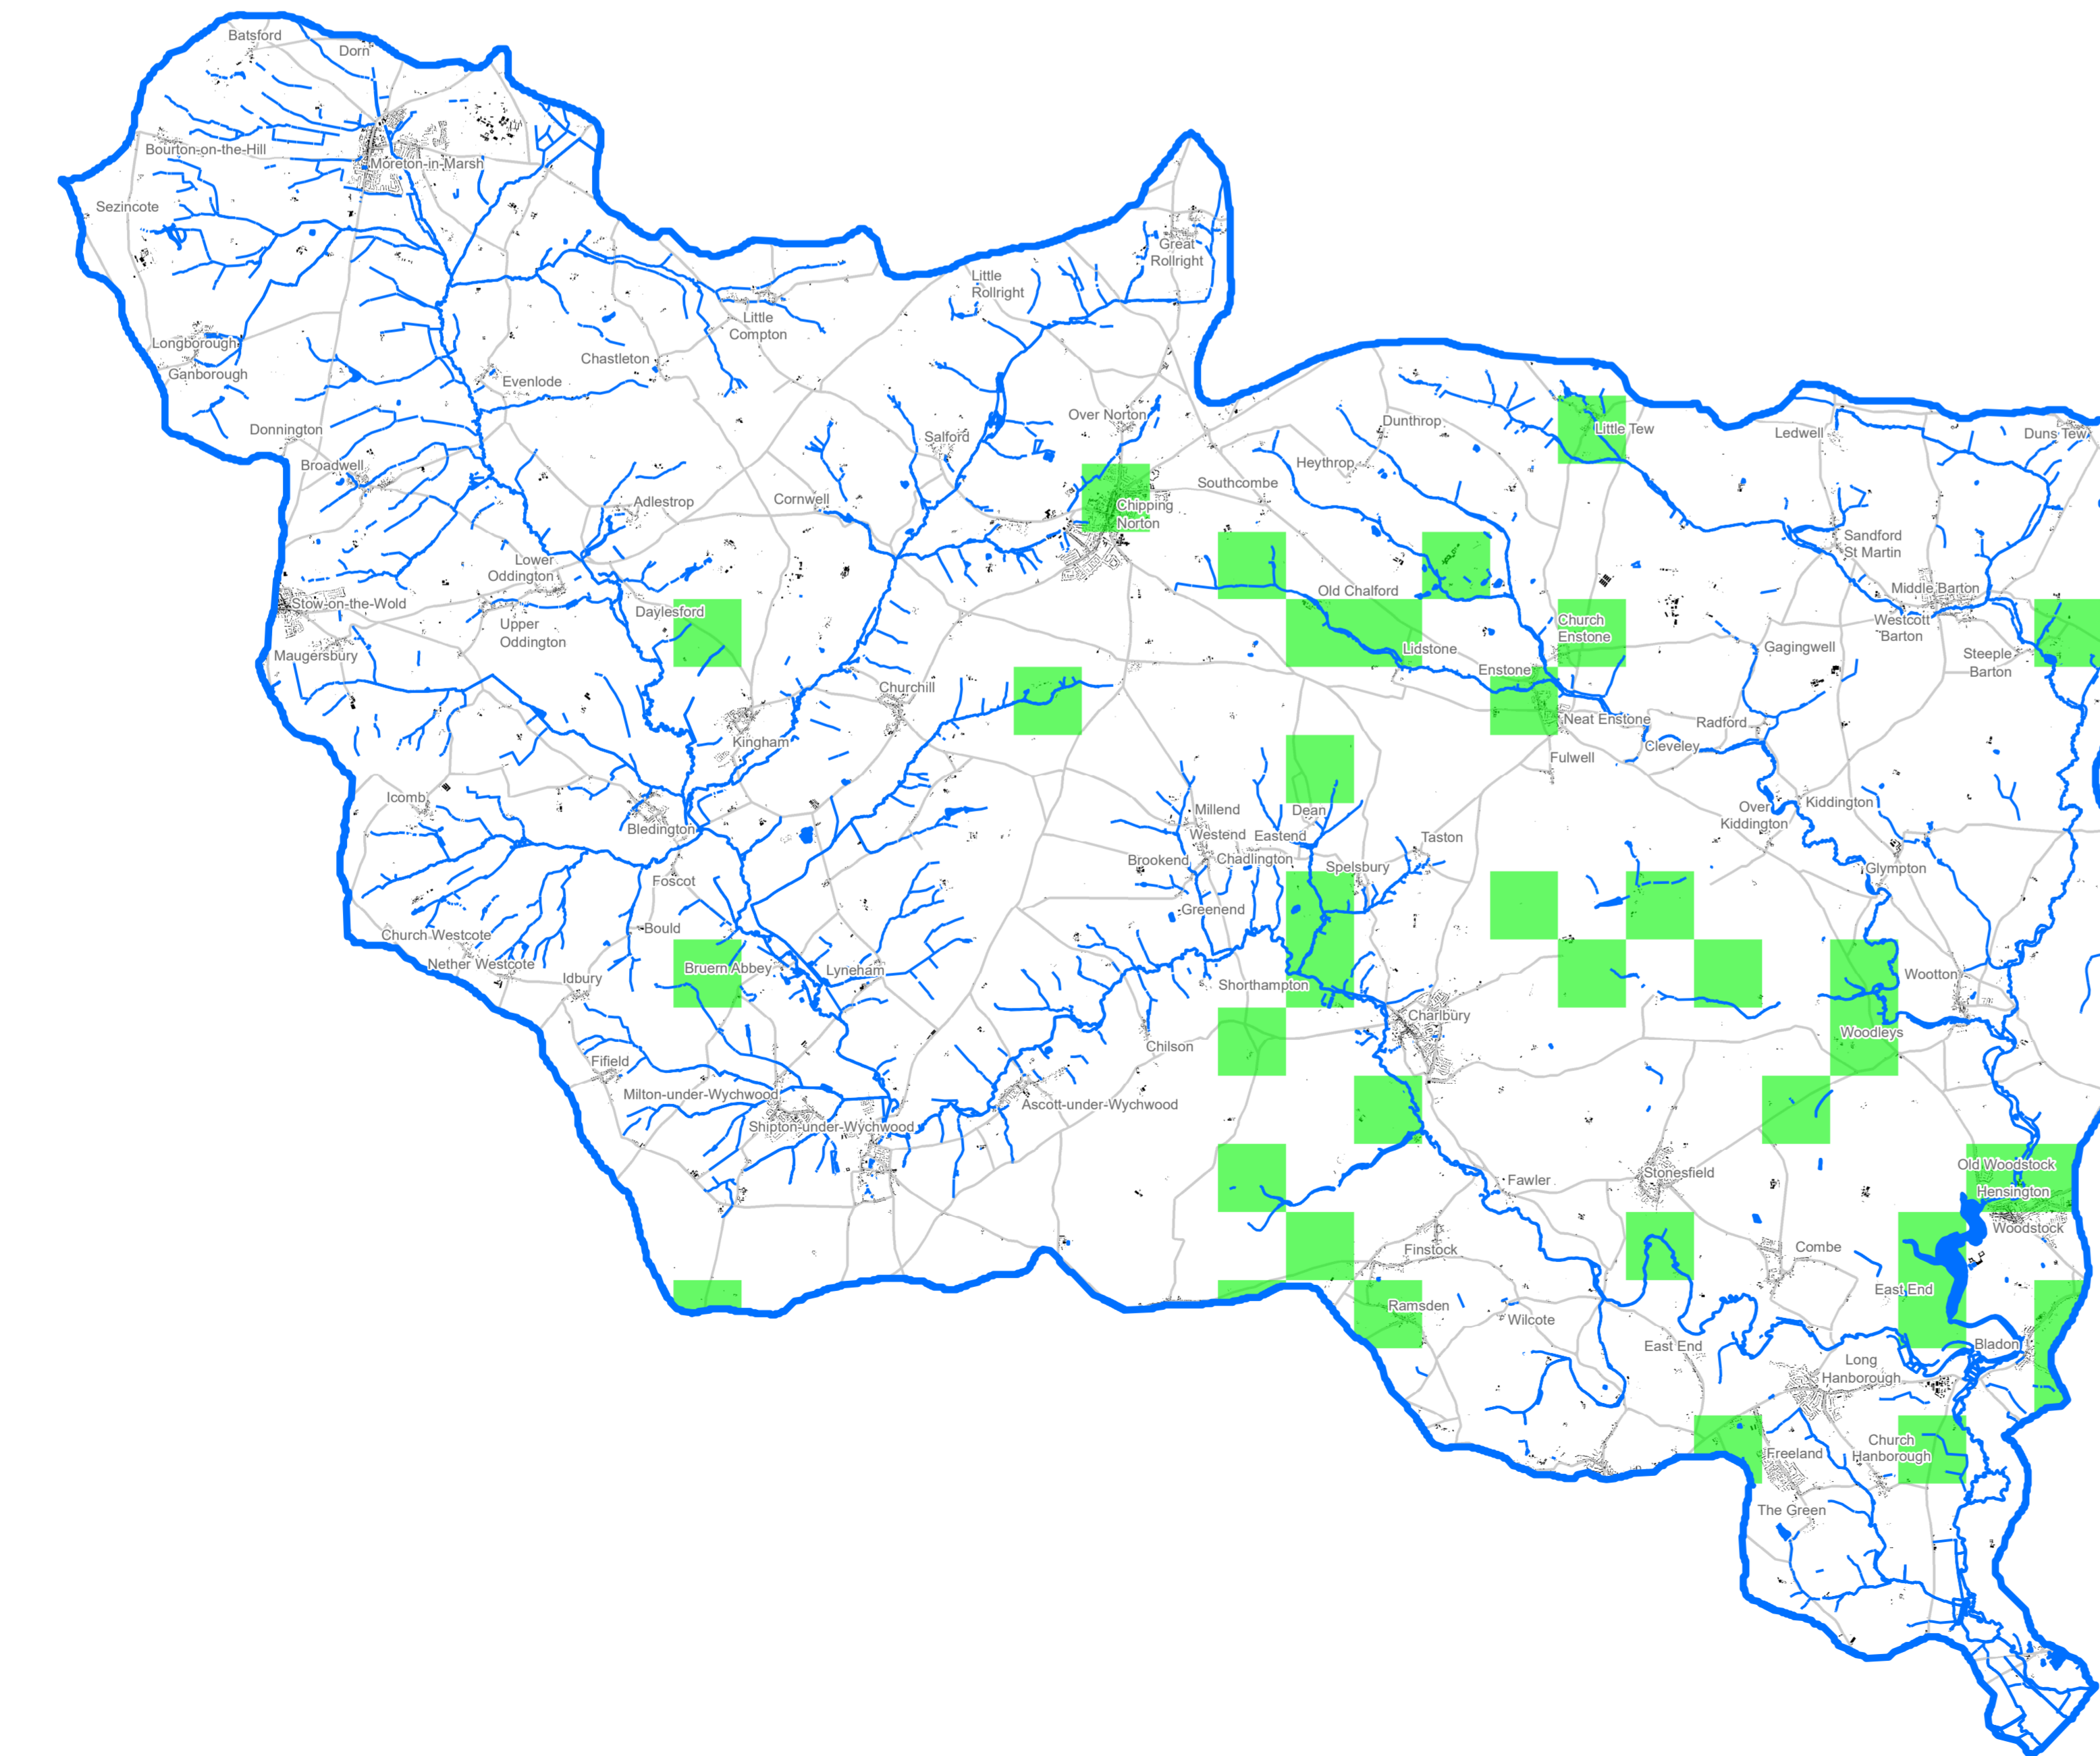 Batsford
Dorn
Bourton-on-the-Hill
Moreton-in-Marsh
Sezincote
Great
Rollright
Little
Rollright
Little
Compton
Longborough
Ganborough
Chastleton
Evenlode
Donnington
Broadwell
Over Norton
Salford
Dunthrop
Little Tew
Ledwell
Duns Tew
Heythrop
Southcombe
Adlestrop
Cornwell
Chipping
Norton
Sandford
St Martin
Lower
Oddington
Old Chalford
Middle Barton
Stow-on-the-Wold
Daylesford
Upper
Oddington
Church
Enstone
Westcott
Barton
Maugersbury
Lidstone
Gagingwell
Steeple
Barton
Enstone
Churchill
Neat Enstone
Radford
Kingham
Cleveley
Fulwell
Icomb
Millend
Dean
Over
Kiddington
Kiddington
Bledington
Westend
Eastend
Taston
Brookend
Chadlington
Spelsbury
Glympton
Foscot
Greenend
Church Westcote
Bould
Nether Westcote
Bruern Abbey
Lyneham
Idbury
Shorthampton
Wootton
Charlbury
Woodleys
Chilson
Fifield
Milton-under-Wychwood
Ascott-under-Wychwood
Shipton-under-Wychwood
Old Woodstock
Stonesfield
Fawler
Hensington
Woodstock
Finstock
Combe
East End
Ramsden
Wilcote
East End
Bladon
Long
Hanborough
Church
Hanborough
Freeland
The Green